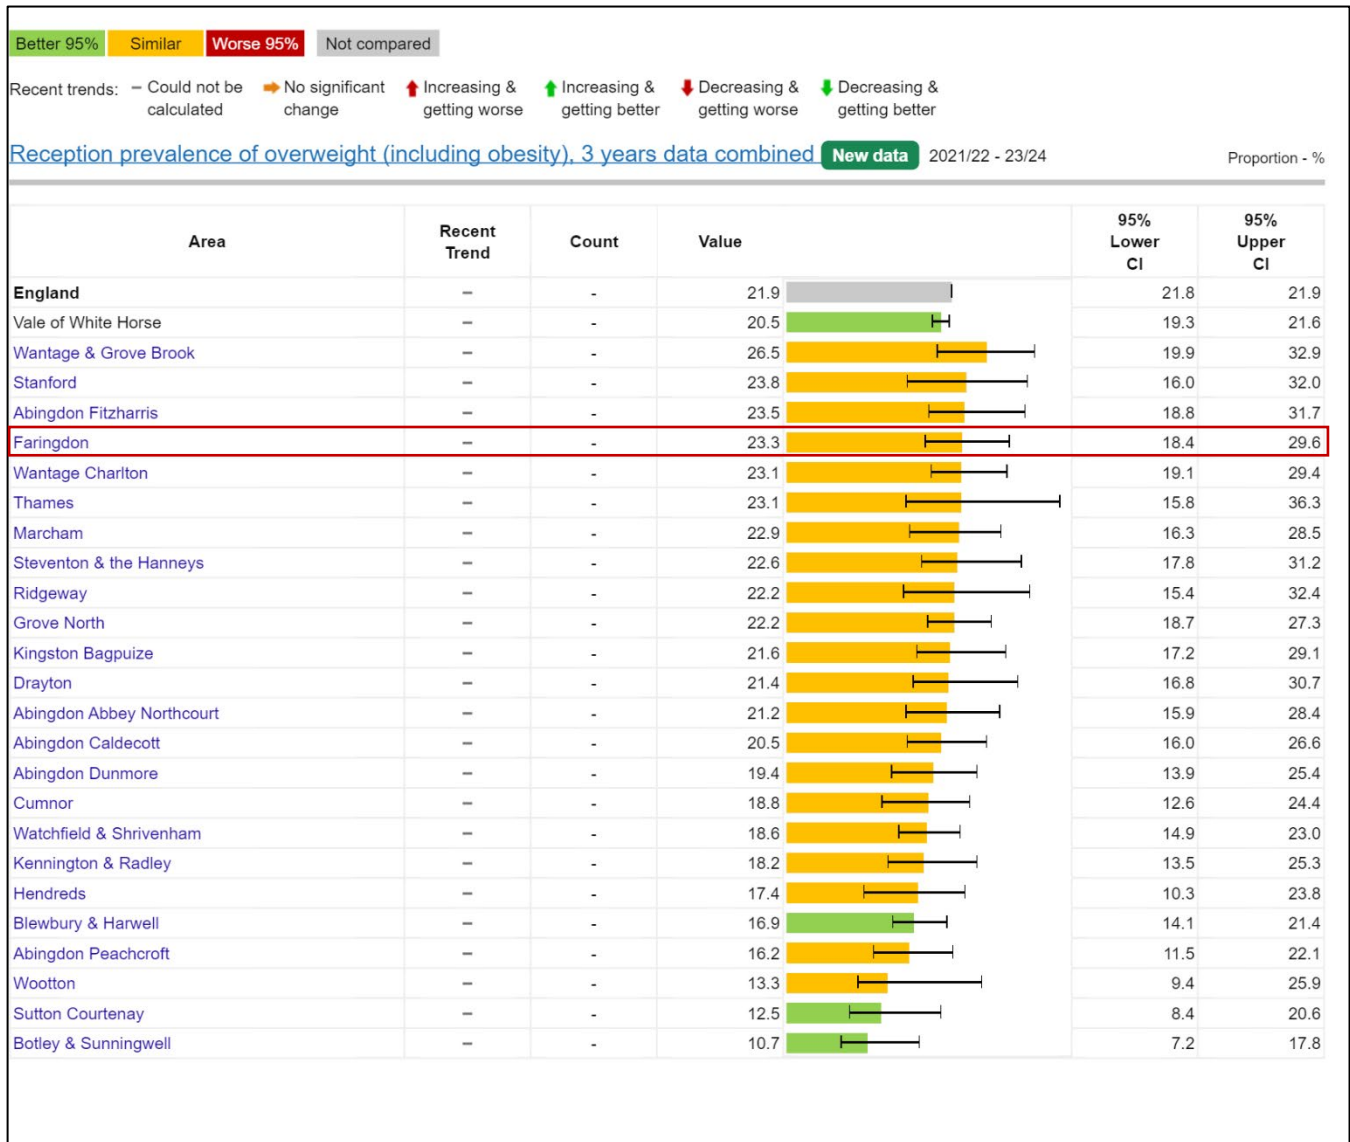 Better 95% Similar Worse 95% Not compared
Recent trends: – Could not be calculated ➡ No significant change ⬆ Increasing & getting worse ⬆ Increasing & getting better ⬇ Decreasing & getting worse ⬇ Decreasing & getting better
Reception prevalence of overweight (including obesity), 3 years data combined New data 2021/22 - 23/24 Proportion - %
Area Recent Trend Count Value 95% Lower CI 95% Upper CI
England – - 21.9 21.8 21.9
Vale of White Horse – - 20.5 19.3 21.6
Wantage & Grove Brook – - 26.5 19.9 32.9
Stanford – - 23.8 16.0 32.0
Abingdon Fitzharris – - 23.5 18.8 31.7
Faringdon – - 23.3 18.4 29.6
Wantage Charlton – - 23.1 19.1 29.4
Thames – - 23.1 15.8 36.3
Marcham – - 22.9 16.3 28.5
Steventon & the Hanneys – - 22.6 17.8 31.2
Ridgeway – - 22.2 15.4 32.4
Grove North – - 22.2 18.7 27.3
Kingston Bagpuize – - 21.6 17.2 29.1
Drayton – - 21.4 16.8 30.7
Abingdon Abbey Northcourt – - 21.2 15.9 28.4
Abingdon Caldecott – - 20.5 16.0 26.6
Abingdon Dunmore – - 19.4 13.9 25.4
Cumnor – - 18.8 12.6 24.4
Watchfield & Shrivenham – - 18.6 14.9 23.0
Kennington & Radley – - 18.2 13.5 25.3
Hendreds – - 17.4 10.3 23.8
Blewbury & Harwell – - 16.9 14.1 21.4
Abingdon Peachcroft – - 16.2 11.5 22.1
Wootton – - 13.3 9.4 25.9
Sutton Courtenay – - 12.5 8.4 20.6
Botley & Sunningwell – - 10.7 7.2 17.8